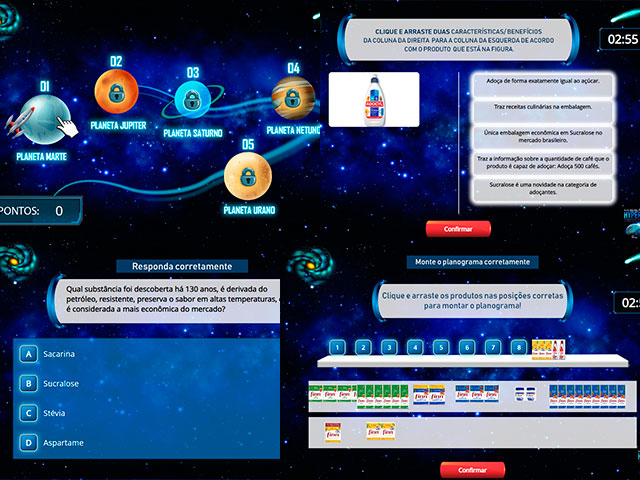 01
PLANETA MARTE
02
PLANETA JUPITER
03
PLANETA SATURNO
04
PLANETA NETUNO
05
PLANETA URANO
PONTOS: 0
CLIQUE E ARRASTE DUAS CARACTERÍSTICAS/ BENEFÍCIOS
DA COLUNA DA DIREITA PARA A COLUNA DA ESQUERDA DE ACORDO
COM O PRODUTO QUE ESTÁ NA FIGURA.
02:55
Adoça de forma exatamente igual ao açúcar.
Traz receitas culinárias na embalagem.
Única embalagem econômica em Sucralose no
mercado brasileiro.
Traz a informação sobre a quantidade de café que o
produto é capaz de adoçar: Adoça 500 cafés.
Sucralose é uma novidade na categoria de
adoçantes.
Confirmar
Responda corretamente
Qual substância foi descoberta há 130 anos, é derivada do
petróleo, resistente, preserva o sabor em altas temperaturas,
é considerada a mais econômica do mercado?
A Sacarina
B Sucralose
C Stévia
D Aspartame
Monte o planograma corretamente
Clique e arraste os produtos nas posições corretas
para montar o planograma!
02:
1 2 3 4 5 6 7 8
Confirmar